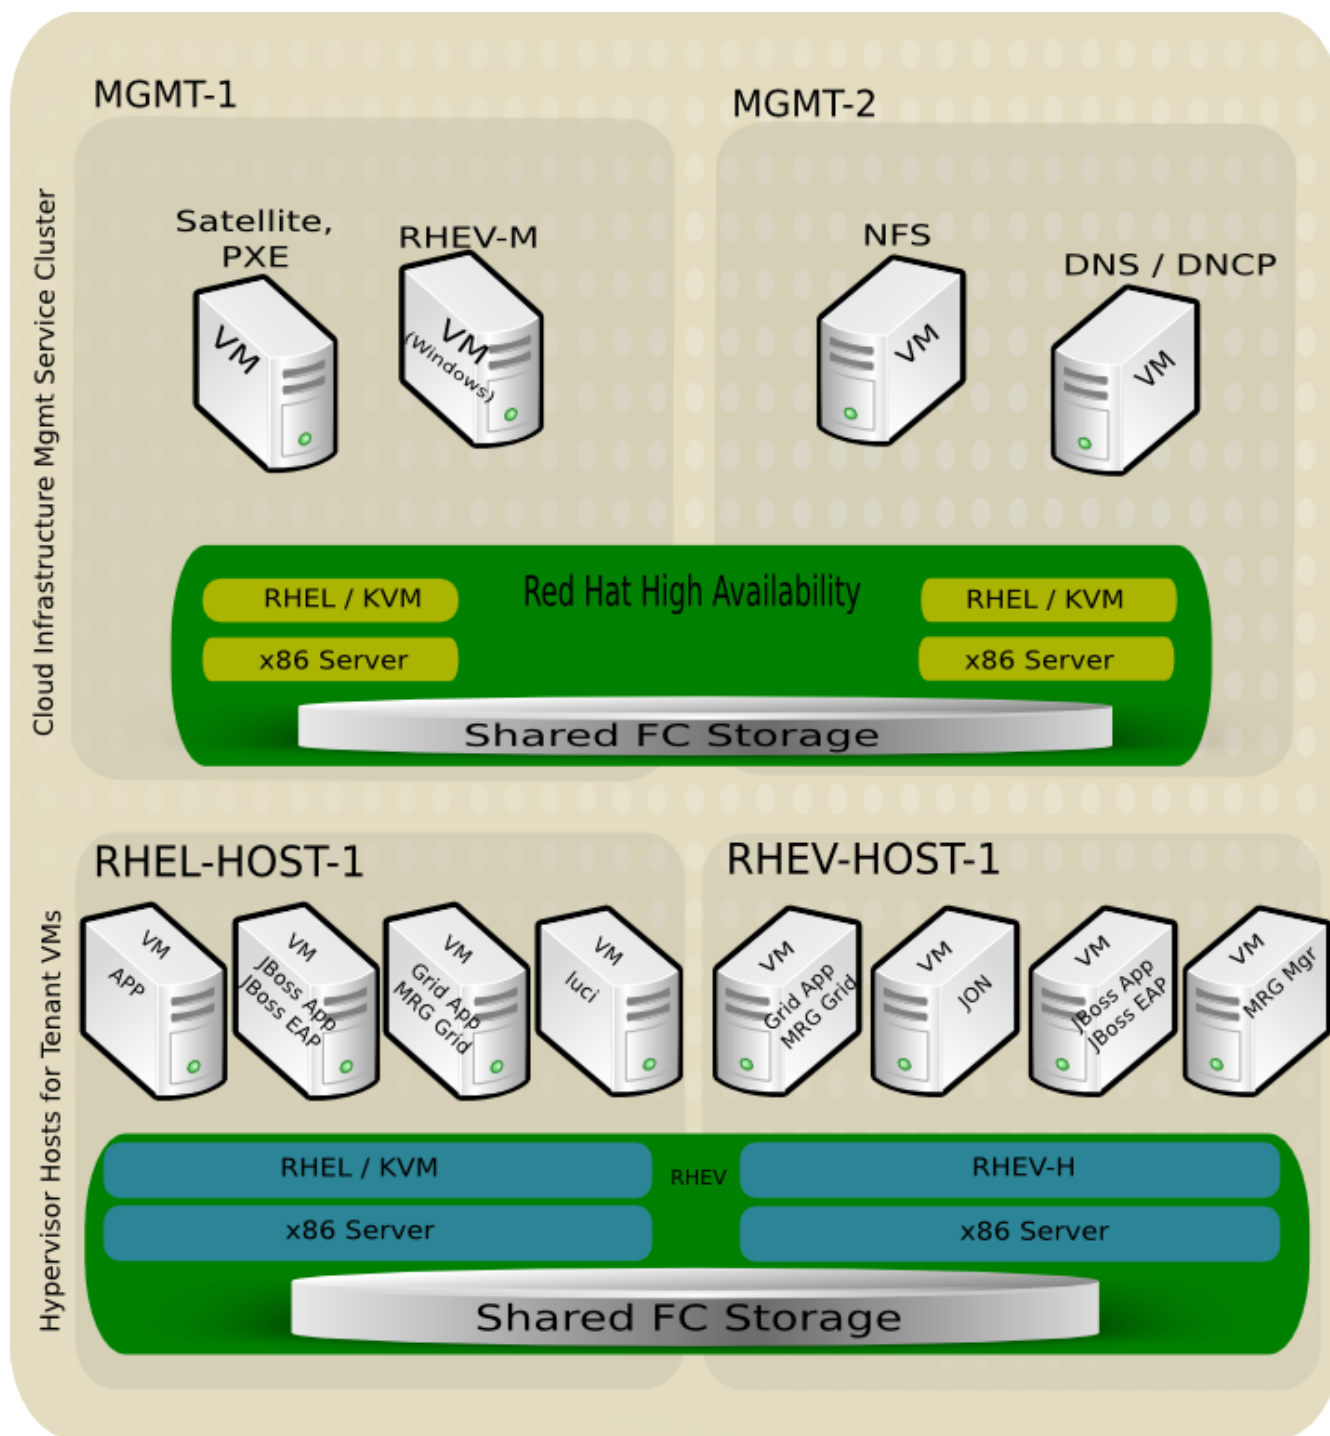 MGMT-1
MGMT-2
Cloud Infrastructure Mgmt Service Cluster
Satellite,
PXE
VM
RHEV-M
VM
(Windows)
NFS
VM
DNS / DNCP
VM
Red Hat High Availability
RHEL / KVM
x86 Server
RHEL / KVM
x86 Server
Shared FC Storage
Hypervisor Hosts for Tenant VMs
RHEL-HOST-1
VM
APP
VM
JBoss App
JBoss EAP
VM
Grid App
MRG Grid
VM
luci
RHEV-HOST-1
VM
Grid App
MRG Grid
VM
JON
VM
JBoss App
JBoss EAP
VM
MRG Mgr
RHEL / KVM
x86 Server
RHEV
RHEV-H
x86 Server
Shared FC Storage